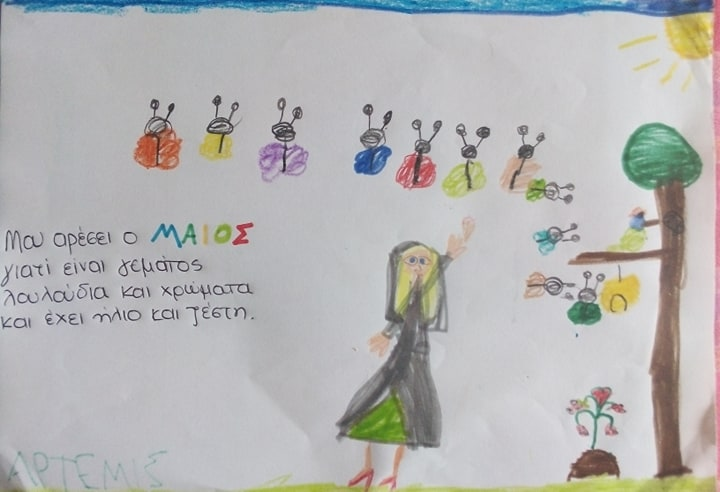 Μου αρέσει ο ΜΑΙΟΣ
γιατί είναι γεμάτος
λουλούδια και χρώματα
και έχει ήλιο και ζέστη.
ΑΡΤΕΜΙΣ